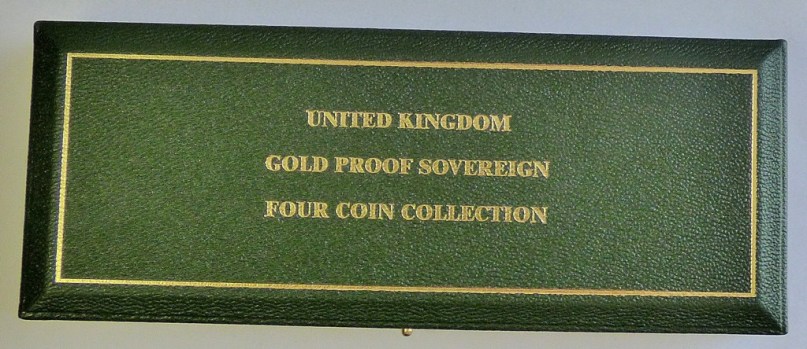 UNITED KINGDOM
GOLD PROOF SOVEREIGN
FOUR COIN COLLECTION